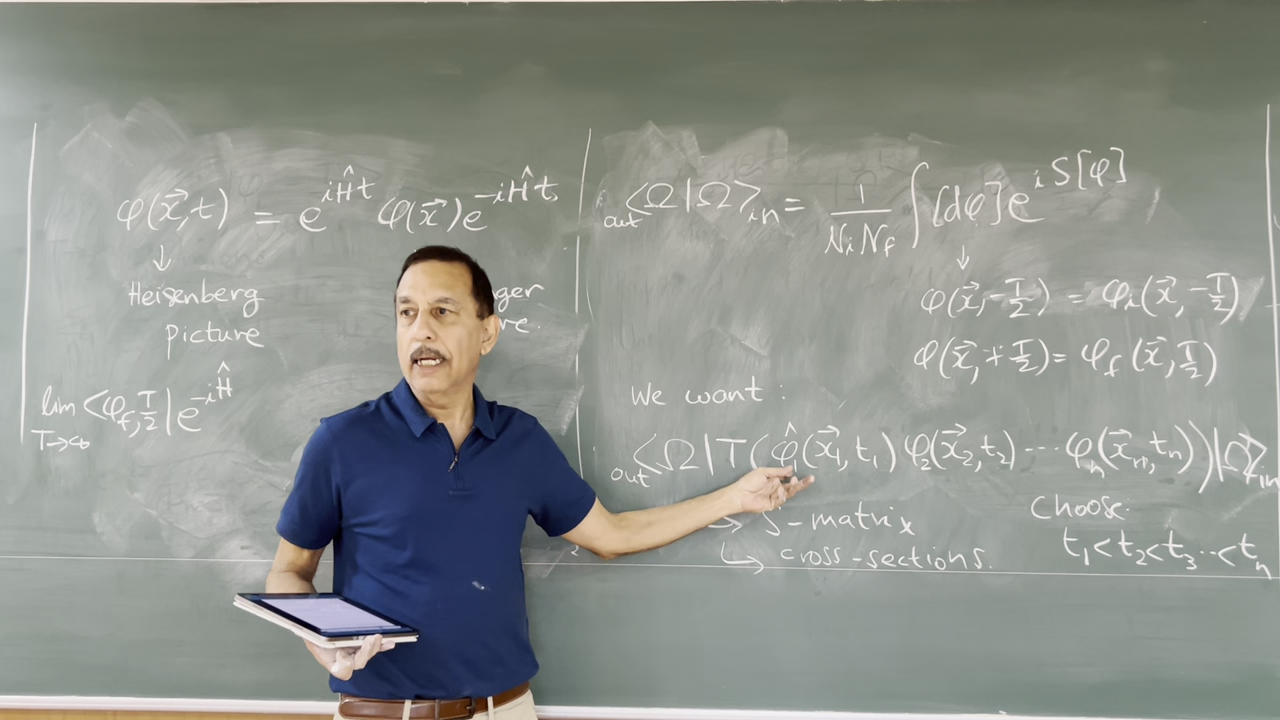 φ(x⃗,t) = e^{iĤt} φ(x⃗) e^{-iĤt},
↓
Heisenberg
picture
lim_{T→∞} <φ_f, T/2 | e^{-iĤ}
_{out}<Ω|Ω>_{in} = 1/(N_i N_f) ∫[dφ] e^{iS[φ]}
↓
φ(x⃗, -T/2) = φ_i(x⃗, -T/2)
φ(x⃗, +T/2) = φ_f(x⃗, T/2)
We want :
_{out}<Ω|T(φ̂_1(x⃗_1, t_1) φ_2(x⃗_2, t_2) ··· φ_n(x⃗_n, t_n))|Ω>_{in}
→ S-matrix
↳ cross-sections.
Choose:
t_1 < t_2 < t_3 ·· < t_n